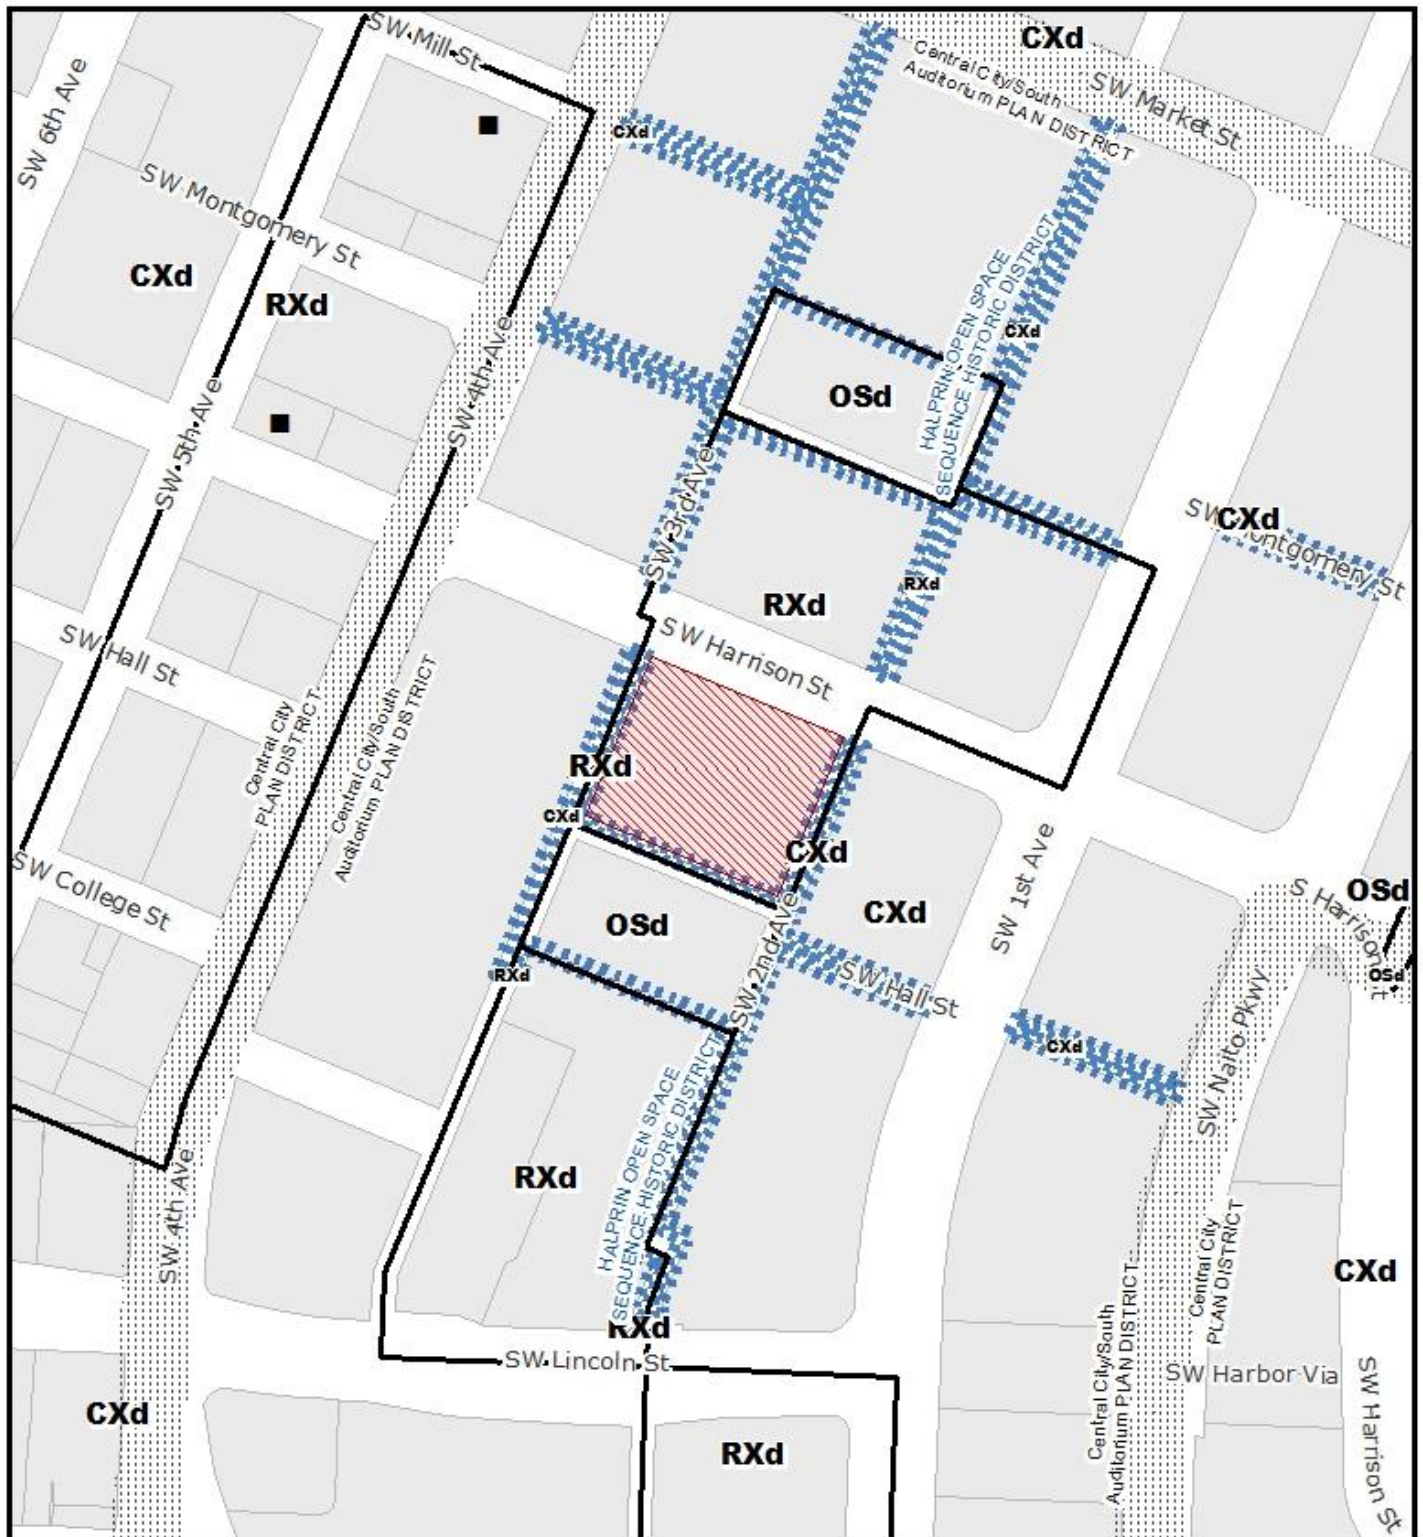 SW Mill St
CXd
Central City/South
Auditorium PLAN DISTRICT
SW Market St
SW 6th Ave
CXd
SW Montgomery St
CXd
RXd
HALPRIN OPEN SPACE
SEQUENCE HISTORIC DISTRICT
CXd
SW 4th Ave
SW 5th Ave
OSd
SW 3rd Ave
CXd
SW Montgomery St
RXd
RXd
SW Harrison St
SW Hall St
Central City
PLAN DISTRICT
Central City/South
Auditorium PLAN DISTRICT
RXd
CXd
CXd
SW College St
SW 1st Ave
OSd
S Harrison St
CXd
OSd
SW 2nd Ave
RXd
SW Hall St
OSd
CXd
SW Naito Pkwy
HALPRIN OPEN SPACE
SEQUENCE HISTORIC DISTRICT
RXd
SW 4th Ave
Central City
PLAN DISTRICT
CXd
Central City/South
Auditorium PLAN DISTRICT
RXd
SW Lincoln St
SW Harbor Via
SW Harrison St
CXd
RXd